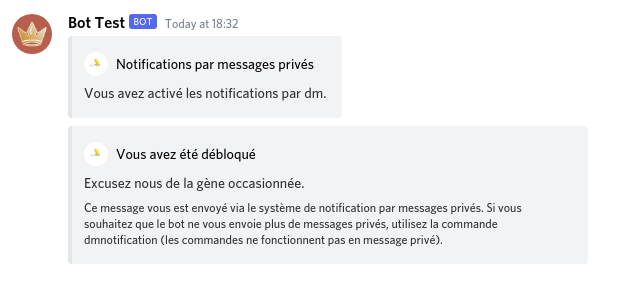 Bot Test BOT Today at 18:32
Notifications par messages privés
Vous avez activé les notifications par dm.
Vous avez été débloqué
Excusez nous de la gène occasionnée.
Ce message vous est envoyé via le système de notification par messages privés. Si vous
souhaitez que le bot ne vous envoie plus de messages privés, utilisez la commande
dmnotification (les commandes ne fonctionnent pas en message privé).